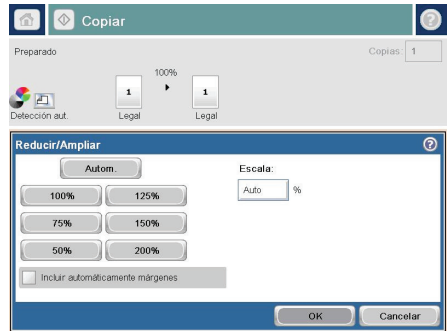 Copiar
Preparado
Copias: 1
100%
1 1
Detección aut. Legal Legal
Reducir/Ampliar
Autom. Escala:
100% 125% Auto %
75% 150%
50% 200%
Incluir automáticamente márgenes
OK Cancelar